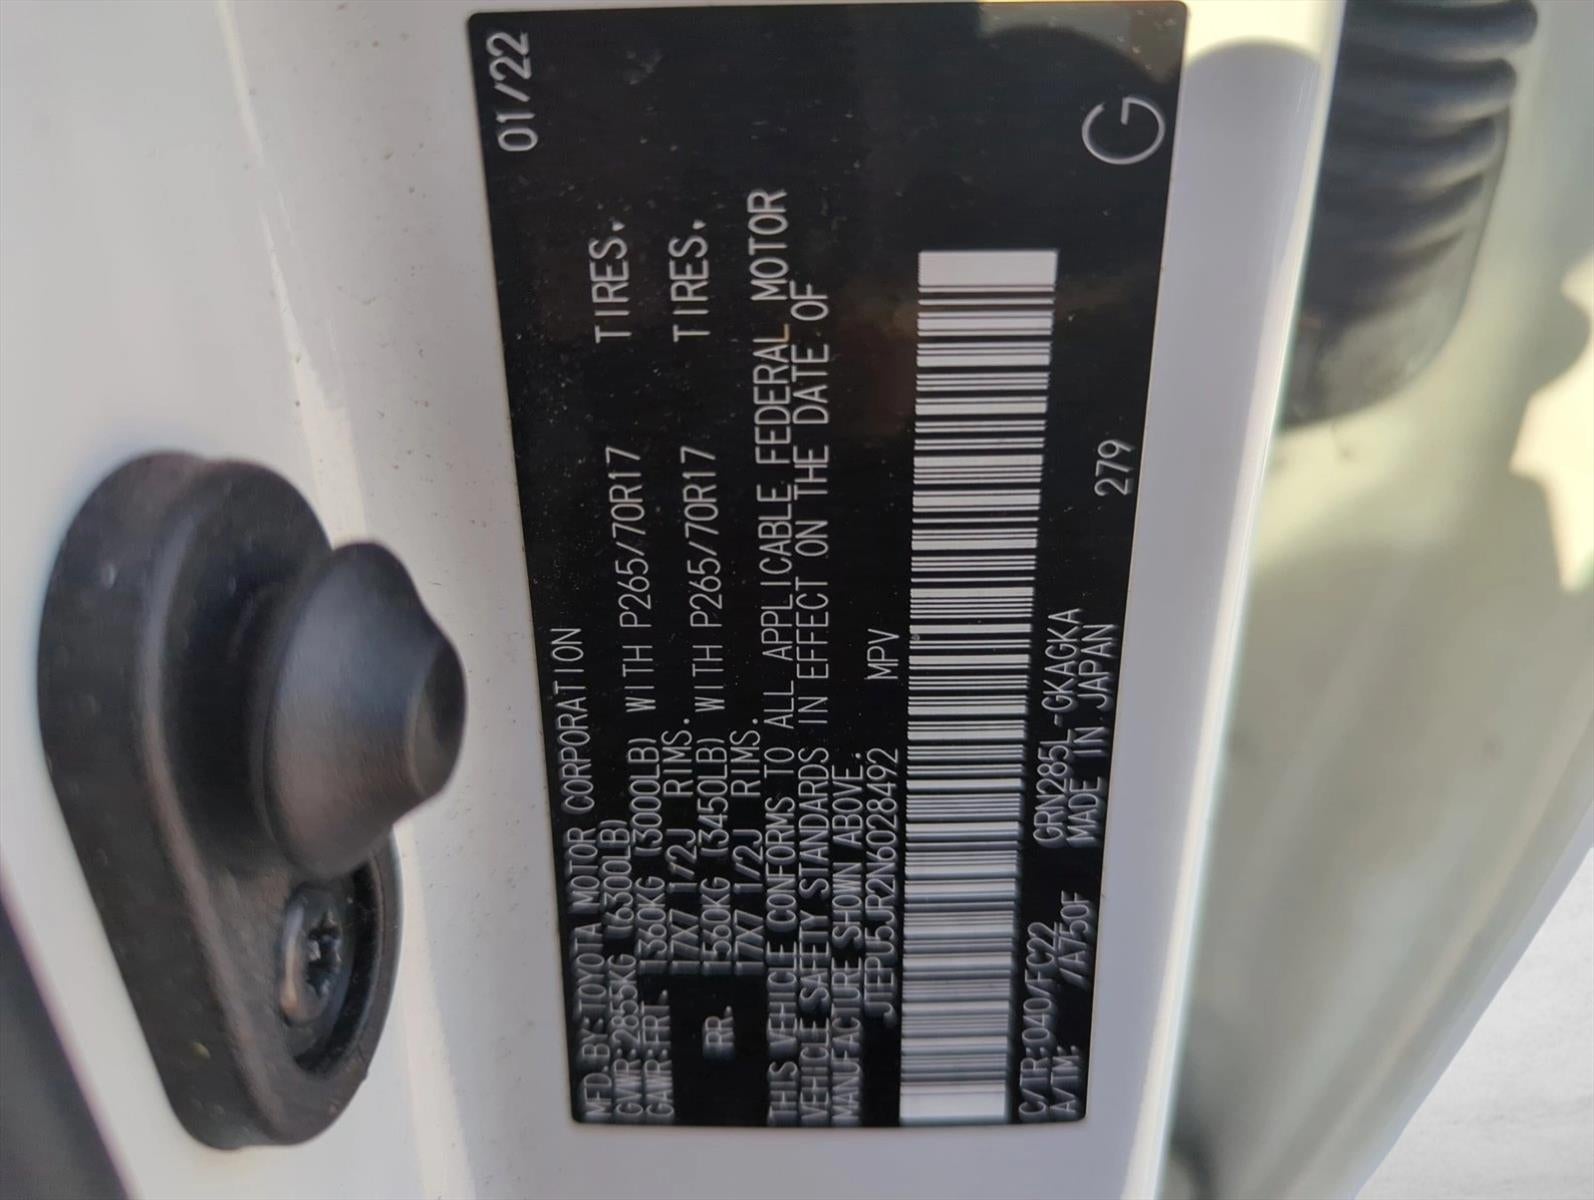 MFD. BY: TOYOTA MOTOR CORPORATION 01/22
GVWR: 2855KG (6300LB)
GAWR: FRT. 1360KG (3000LB) WITH P265/70R17 TIRES,
17X7 1/2J RIMS.
RR. 1560KG (3450LB) WITH P265/70R17 TIRES,
17X7 1/2J RIMS.
THIS VEHICLE CONFORMS TO ALL APPLICABLE FEDERAL MOTOR
VEHICLE SAFETY STANDARDS IN EFFECT ON THE DATE OF
MANUFACTURE SHOWN ABOVE.
JTEPU5JR2N6028492 MPV
C/TR: 040/FC22 GRN285L-GKAGKA
A/TM: /A750F MADE IN JAPAN 279 G